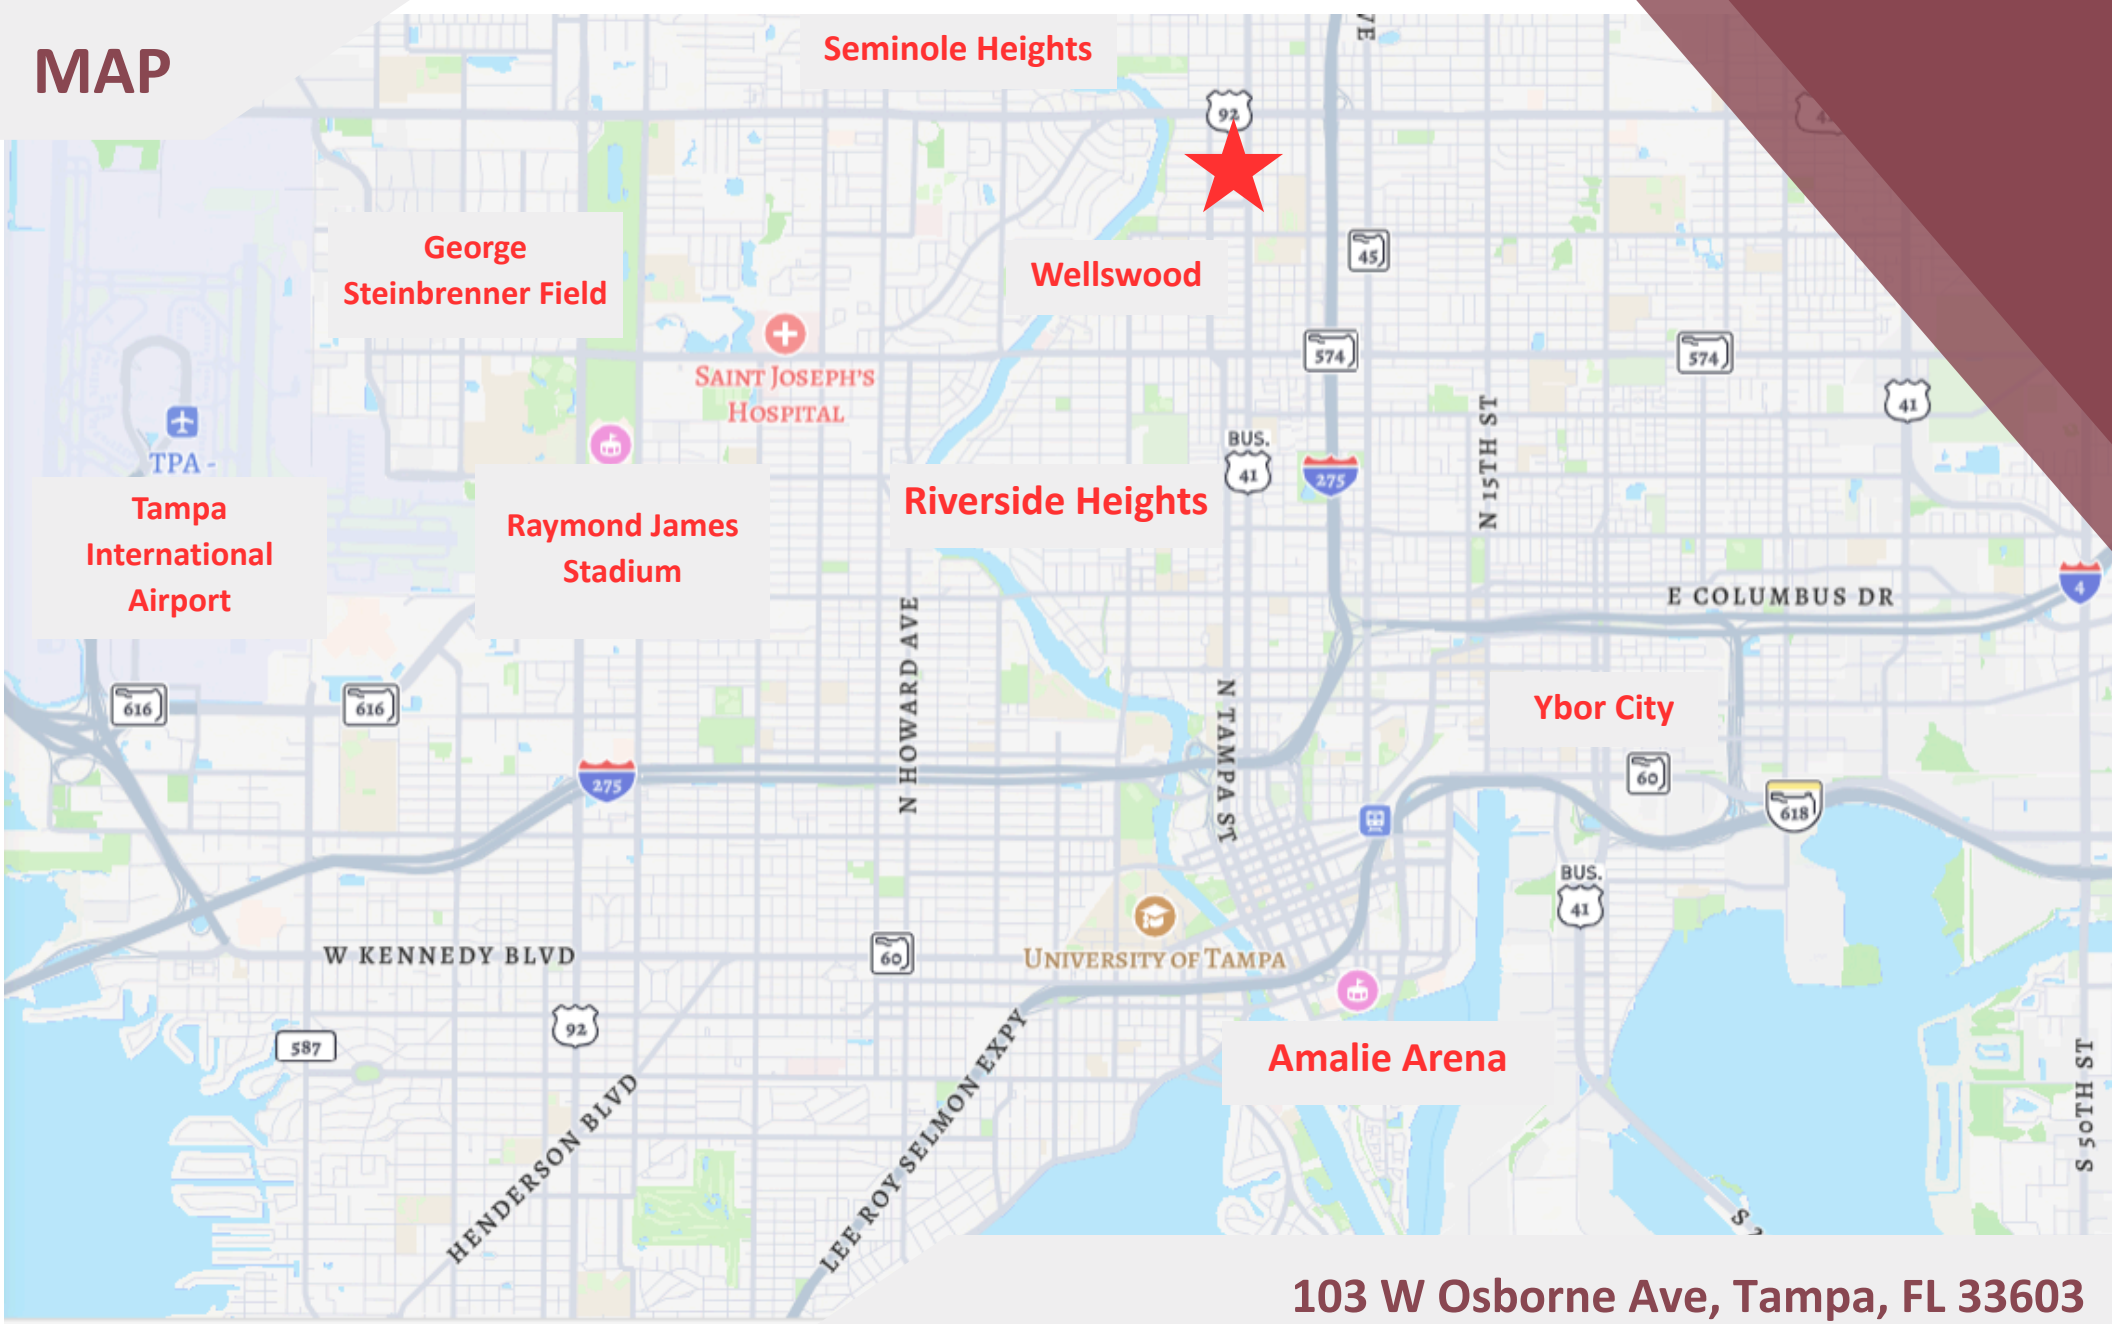 MAP
Seminole Heights
VE
92
George
Steinbrenner Field
Wellswood
45
SAINT JOSEPH'S
HOSPITAL
574
574
41
TPA -
Tampa
International
Airport
Raymond James
Stadium
Riverside Heights
BUS.
41
275
N 15TH ST
E COLUMBUS DR
4
616
616
N HOWARD AVE
N TAMPA ST
Ybor City
275
60
618
BUS.
41
W KENNEDY BLVD
60
UNIVERSITY OF TAMPA
92
587
Amalie Arena
HENDERSON BLVD
LEE ROY SELMON EXPY
S 50TH ST
103 W Osborne Ave, Tampa, FL 33603